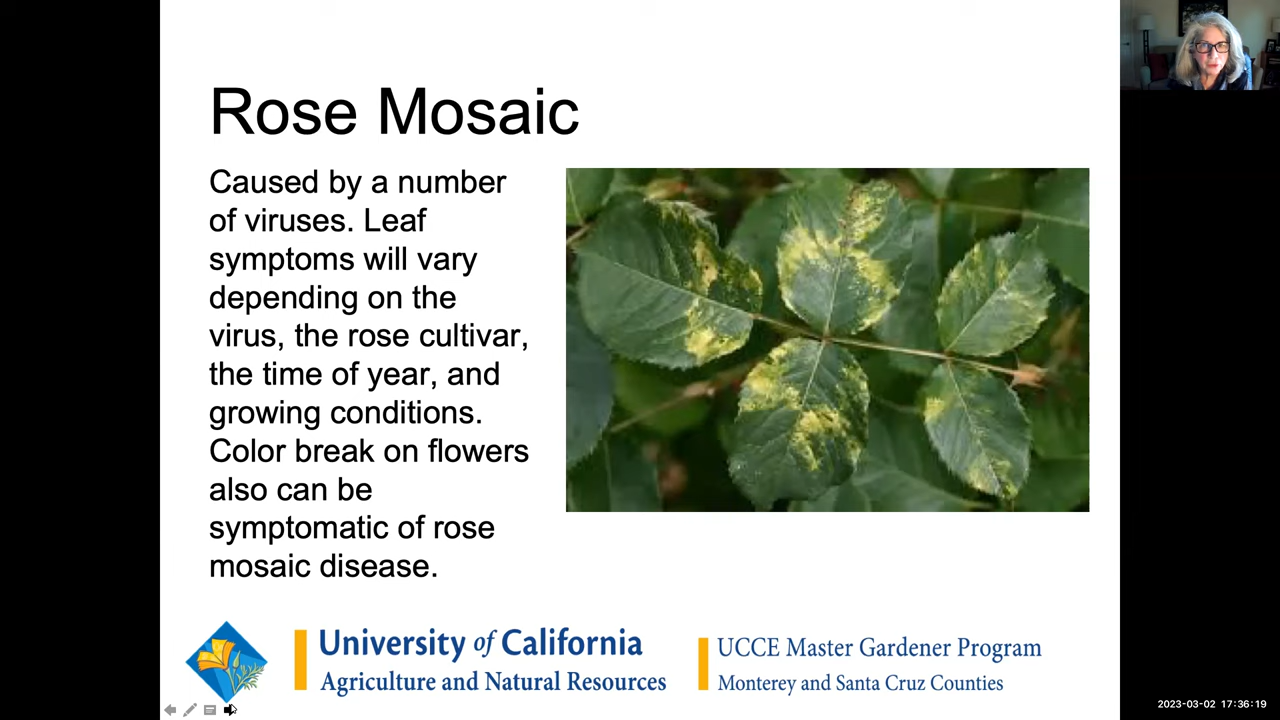 Rose Mosaic
Caused by a number
of viruses. Leaf
symptoms will vary
depending on the
virus, the rose cultivar,
the time of year, and
growing conditions.
Color break on flowers
also can be
symptomatic of rose
mosaic disease.
University of California
Agriculture and Natural Resources
UCCE Master Gardener Program
Monterey and Santa Cruz Counties
2023-03-02 17:36:19